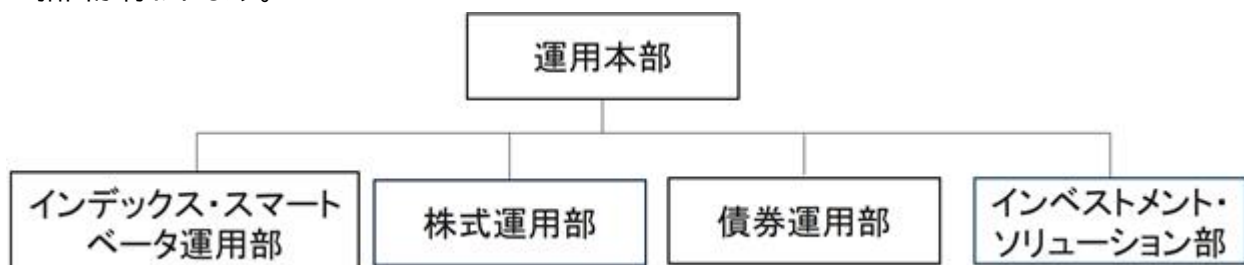 運用本部
インデックス・スマート
ベータ運用部
株式運用部
債券運用部
インベストメント・
ソリューション部